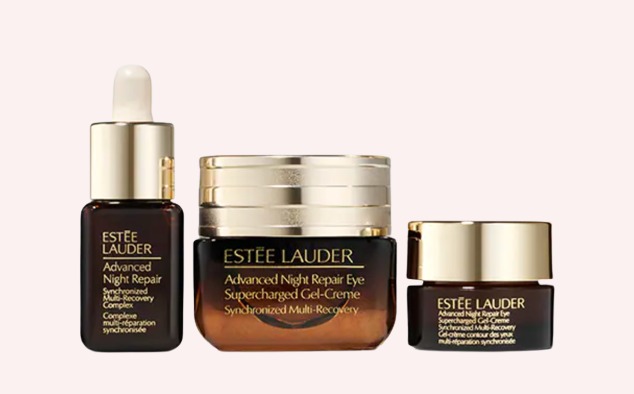 ESTĒE
LAUDER
Advanced
Night Repair
Synchronized
Multi-Recovery
Complex
Complexe
multi-réparation
synchronisée
ESTĒE LAUDER
Advanced Night Repair Eye
Supercharged Gel-Creme
Synchronized Multi-Recovery
ESTĒE LAUDER
Advanced Night Repair Eye
Supercharged Gel-Creme
Synchronized Multi-Recovery
Gel-crème contour des yeux
multi-réparation synchronisée